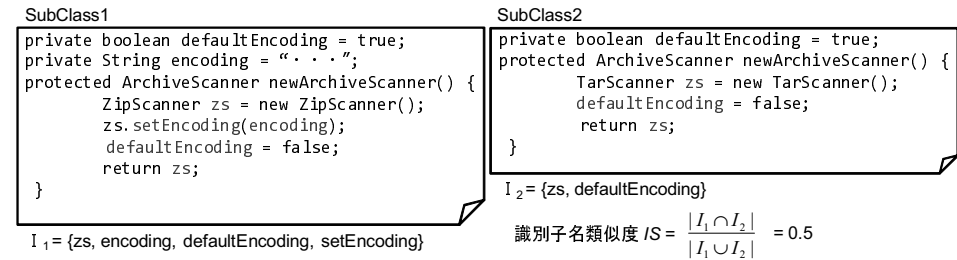 SubClass1
private boolean defaultEncoding = true;
private String encoding = “・・・”;
protected ArchiveScanner newArchiveScanner() {
ZipScanner zs = new ZipScanner();
zs.setEncoding(encoding);
defaultEncoding = false;
return zs;
}
I 1 = {zs, encoding, defaultEncoding, setEncoding}
SubClass2
private boolean defaultEncoding = true;
protected ArchiveScanner newArchiveScanner() {
TarScanner zs = new TarScanner();
defaultEncoding = false;
return zs;
}
I 2 = {zs, defaultEncoding}
識別子名類似度 IS = | I1 ∩ I2 | / | I1 ∪ I2 | = 0.5